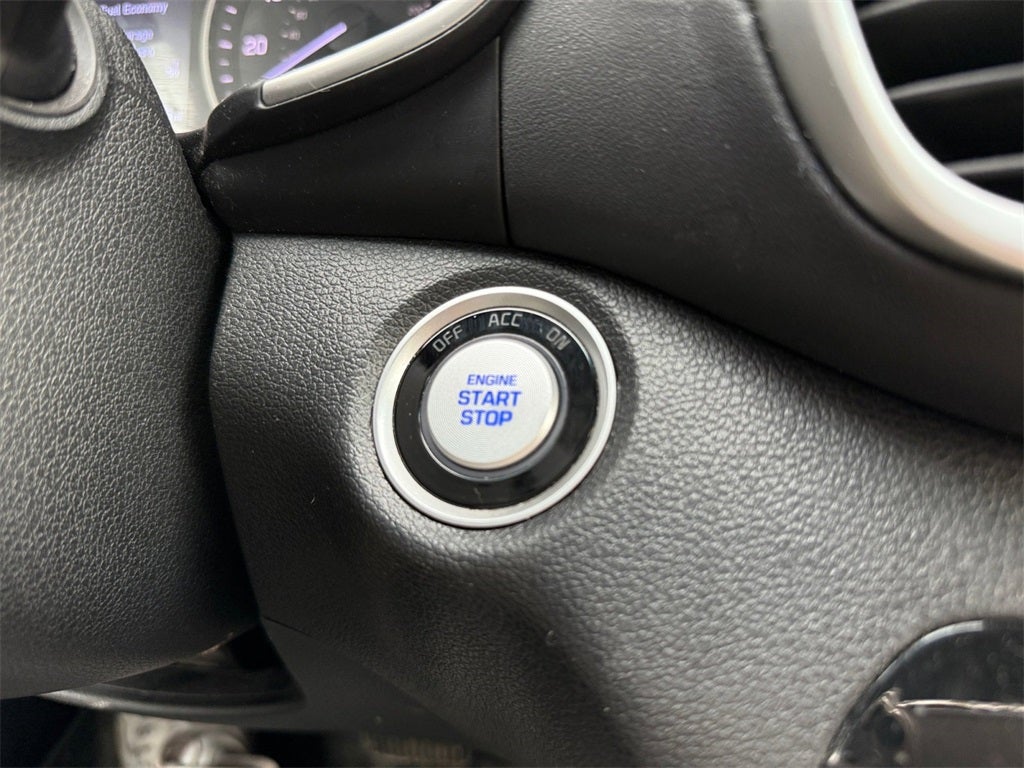 Fuel Economy
20
OFF ACC ON
ENGINE
START
STOP